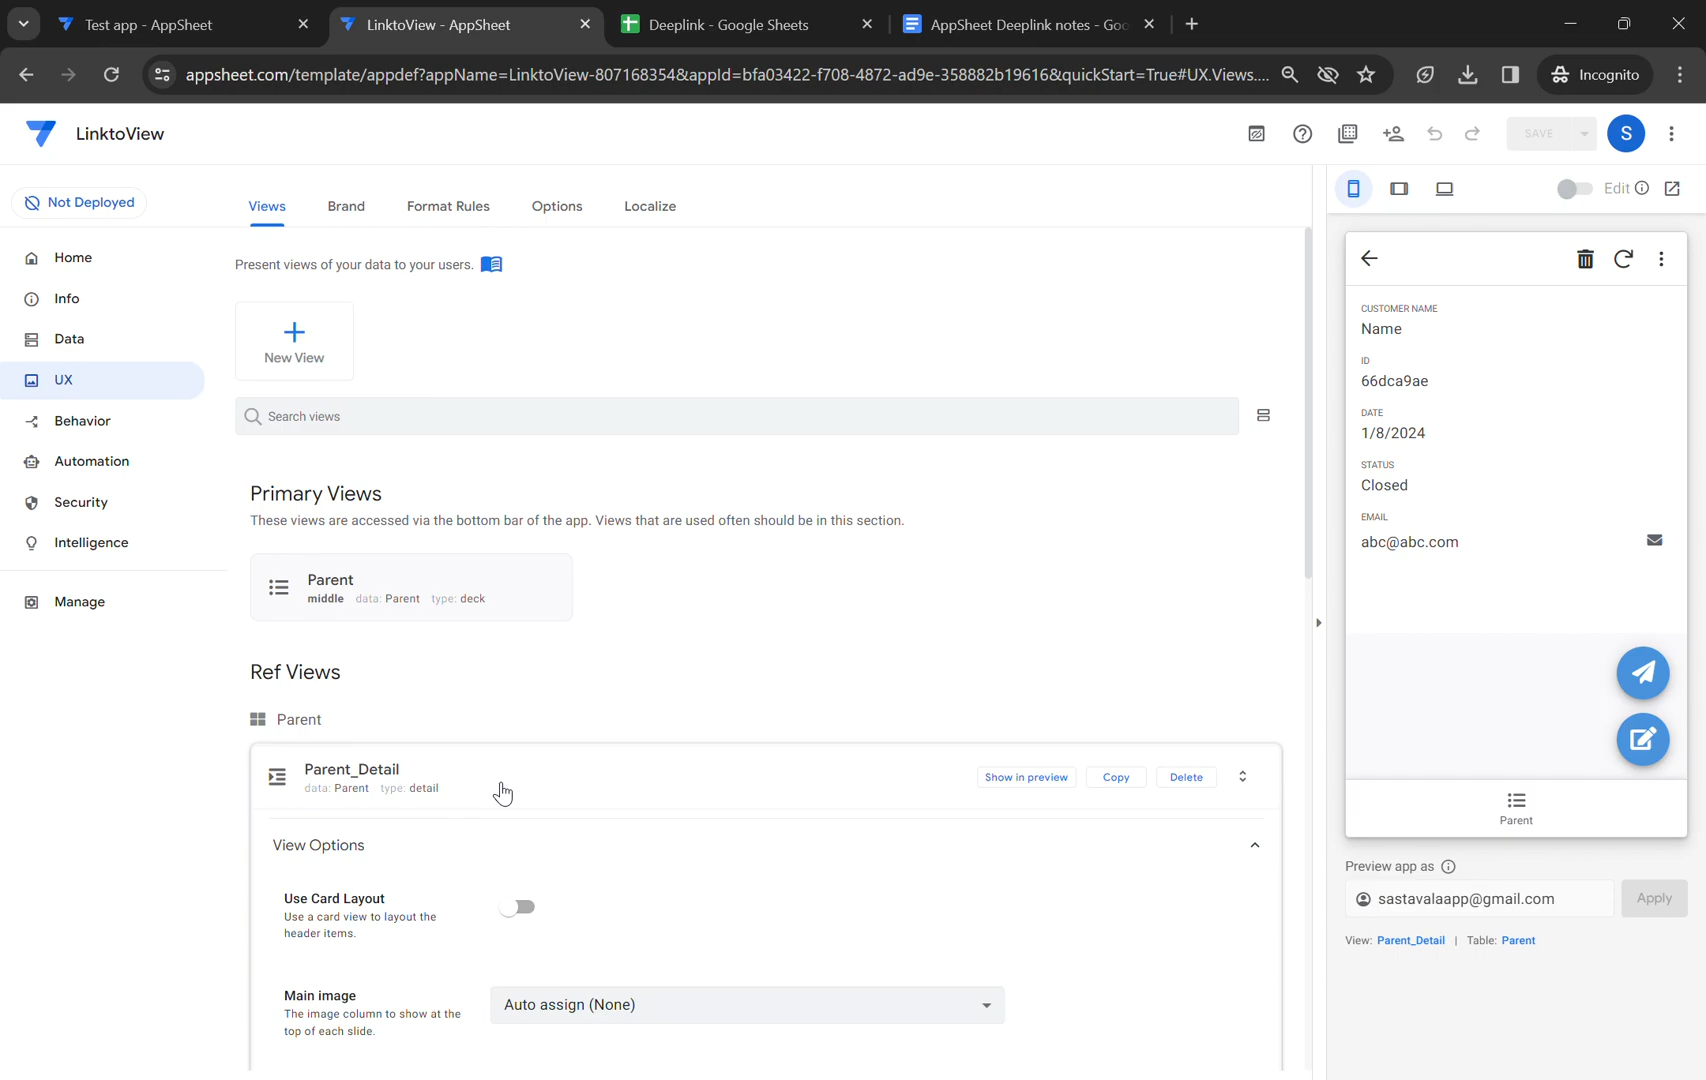 Test app - AppSheet
LinktoView - AppSheet
Deeplink - Google Sheets
AppSheet Deeplink notes - Goo
appsheet.com/template/appdef?appName=LinktoView-807168354&appId=bfa03422-f708-4872-ad9e-358882b19616&quickStart=True#UX.Views....
Incognito
LinktoView
SAVE
S
Not Deployed
Views
Brand
Format Rules
Options
Localize
Edit
Home
Info
Data
UX
Behavior
Automation
Security
Intelligence
Manage
Present views of your data to your users.
New View
Search views
Primary Views
These views are accessed via the bottom bar of the app. Views that are used often should be in this section.
Parent
middle data: Parent type: deck
Ref Views
Parent
Parent_Detail
data: Parent type: detail
Show in preview
Copy
Delete
View Options
Use Card Layout
Use a card view to layout the
header items.
Main image
The image column to show at the
top of each slide.
Auto assign (None)
CUSTOMER NAME
Name
ID
66dca9ae
DATE
1/8/2024
STATUS
Closed
EMAIL
abc@abc.com
Parent
Preview app as
sastavalaapp@gmail.com
Apply
View: Parent_Detail | Table: Parent